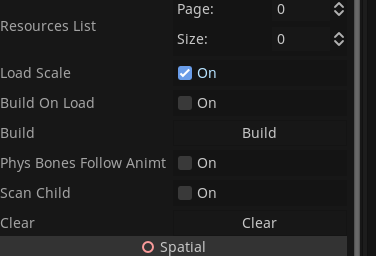 Page: 0
Resources List
Size: 0
Load Scale On
Build On Load On
Build Build
Phys Bones Follow Animt On
Scan Child On
Clear Clear
Spatial